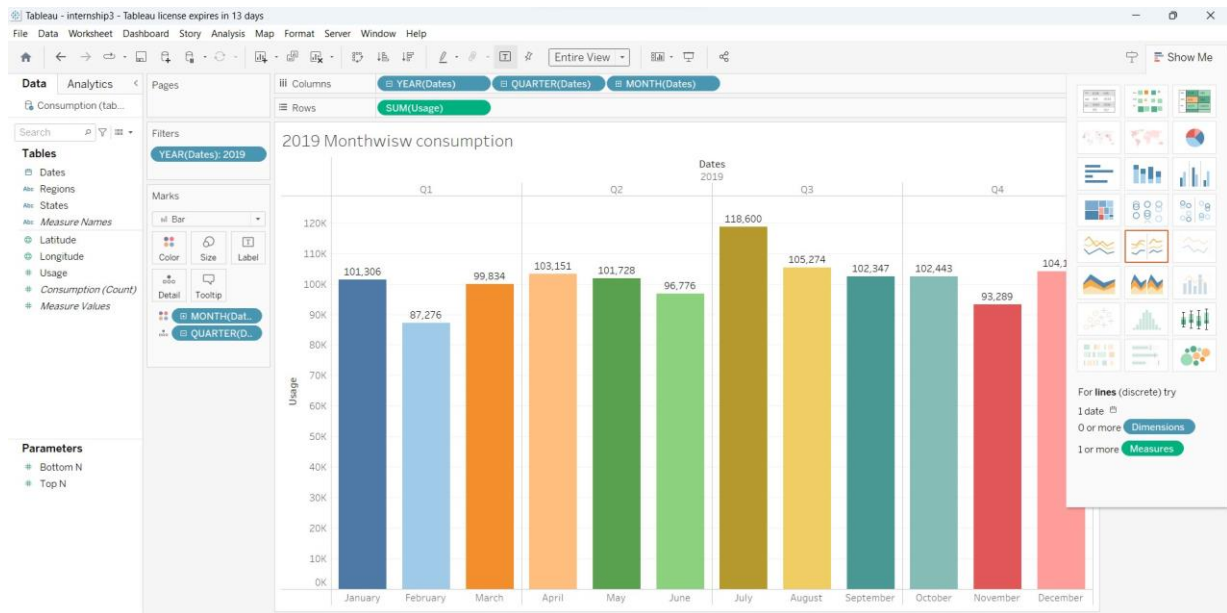 Tableau - internship3 - Tableau license expires in 13 days
File Data Worksheet Dashboard Story Analysis Map Format Server Window Help
Entire View
Show Me
Data Analytics
Consumption (tab...
Search
Tables
Dates
Abc Regions
Abc States
Abc Measure Names
Latitude
Longitude
# Usage
# Consumption (Count)
# Measure Values
Parameters
# Bottom N
# Top N
Pages
Filters
YEAR(Dates): 2019
Marks
Bar
Color Size Label
Detail Tooltip
MONTH(Dat..
QUARTER(D..
Columns YEAR(Dates) QUARTER(Dates) MONTH(Dates)
Rows SUM(Usage)
2019 Monthwisw consumption
Dates
2019
Q1 Q2 Q3 Q4
Usage
120K
110K
100K
90K
80K
70K
60K
50K
40K
30K
20K
10K
0K
101,306
87,276
99,834
103,151
101,728
96,776
118,600
105,274
102,347
102,443
93,289
104,1
January February March April May June July August September October November December
For lines (discrete) try
1 date
0 or more Dimensions
1 or more Measures